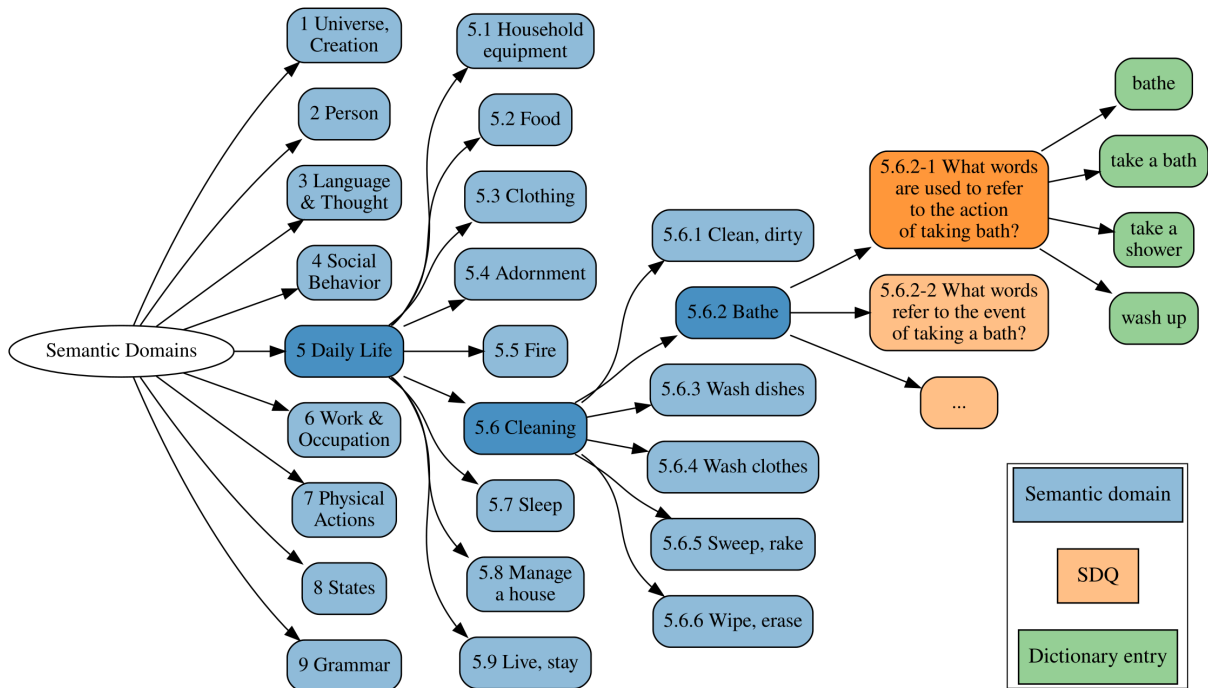 Semantic Domains
1 Universe,
Creation
2 Person
3 Language
& Thought
4 Social
Behavior
5 Daily Life
6 Work &
Occupation
7 Physical
Actions
8 States
9 Grammar
5.1 Household
equipment
5.2 Food
5.3 Clothing
5.4 Adornment
5.5 Fire
5.6 Cleaning
5.7 Sleep
5.8 Manage
a house
5.9 Live, stay
5.6.1 Clean, dirty
5.6.2 Bathe
5.6.3 Wash dishes
5.6.4 Wash clothes
5.6.5 Sweep, rake
5.6.6 Wipe, erase
5.6.2-1 What words
are used to refer
to the action
of taking bath?
5.6.2-2 What words
refer to the event
of taking a bath?
...
bathe
take a bath
take a
shower
wash up
Semantic domain
SDQ
Dictionary entry